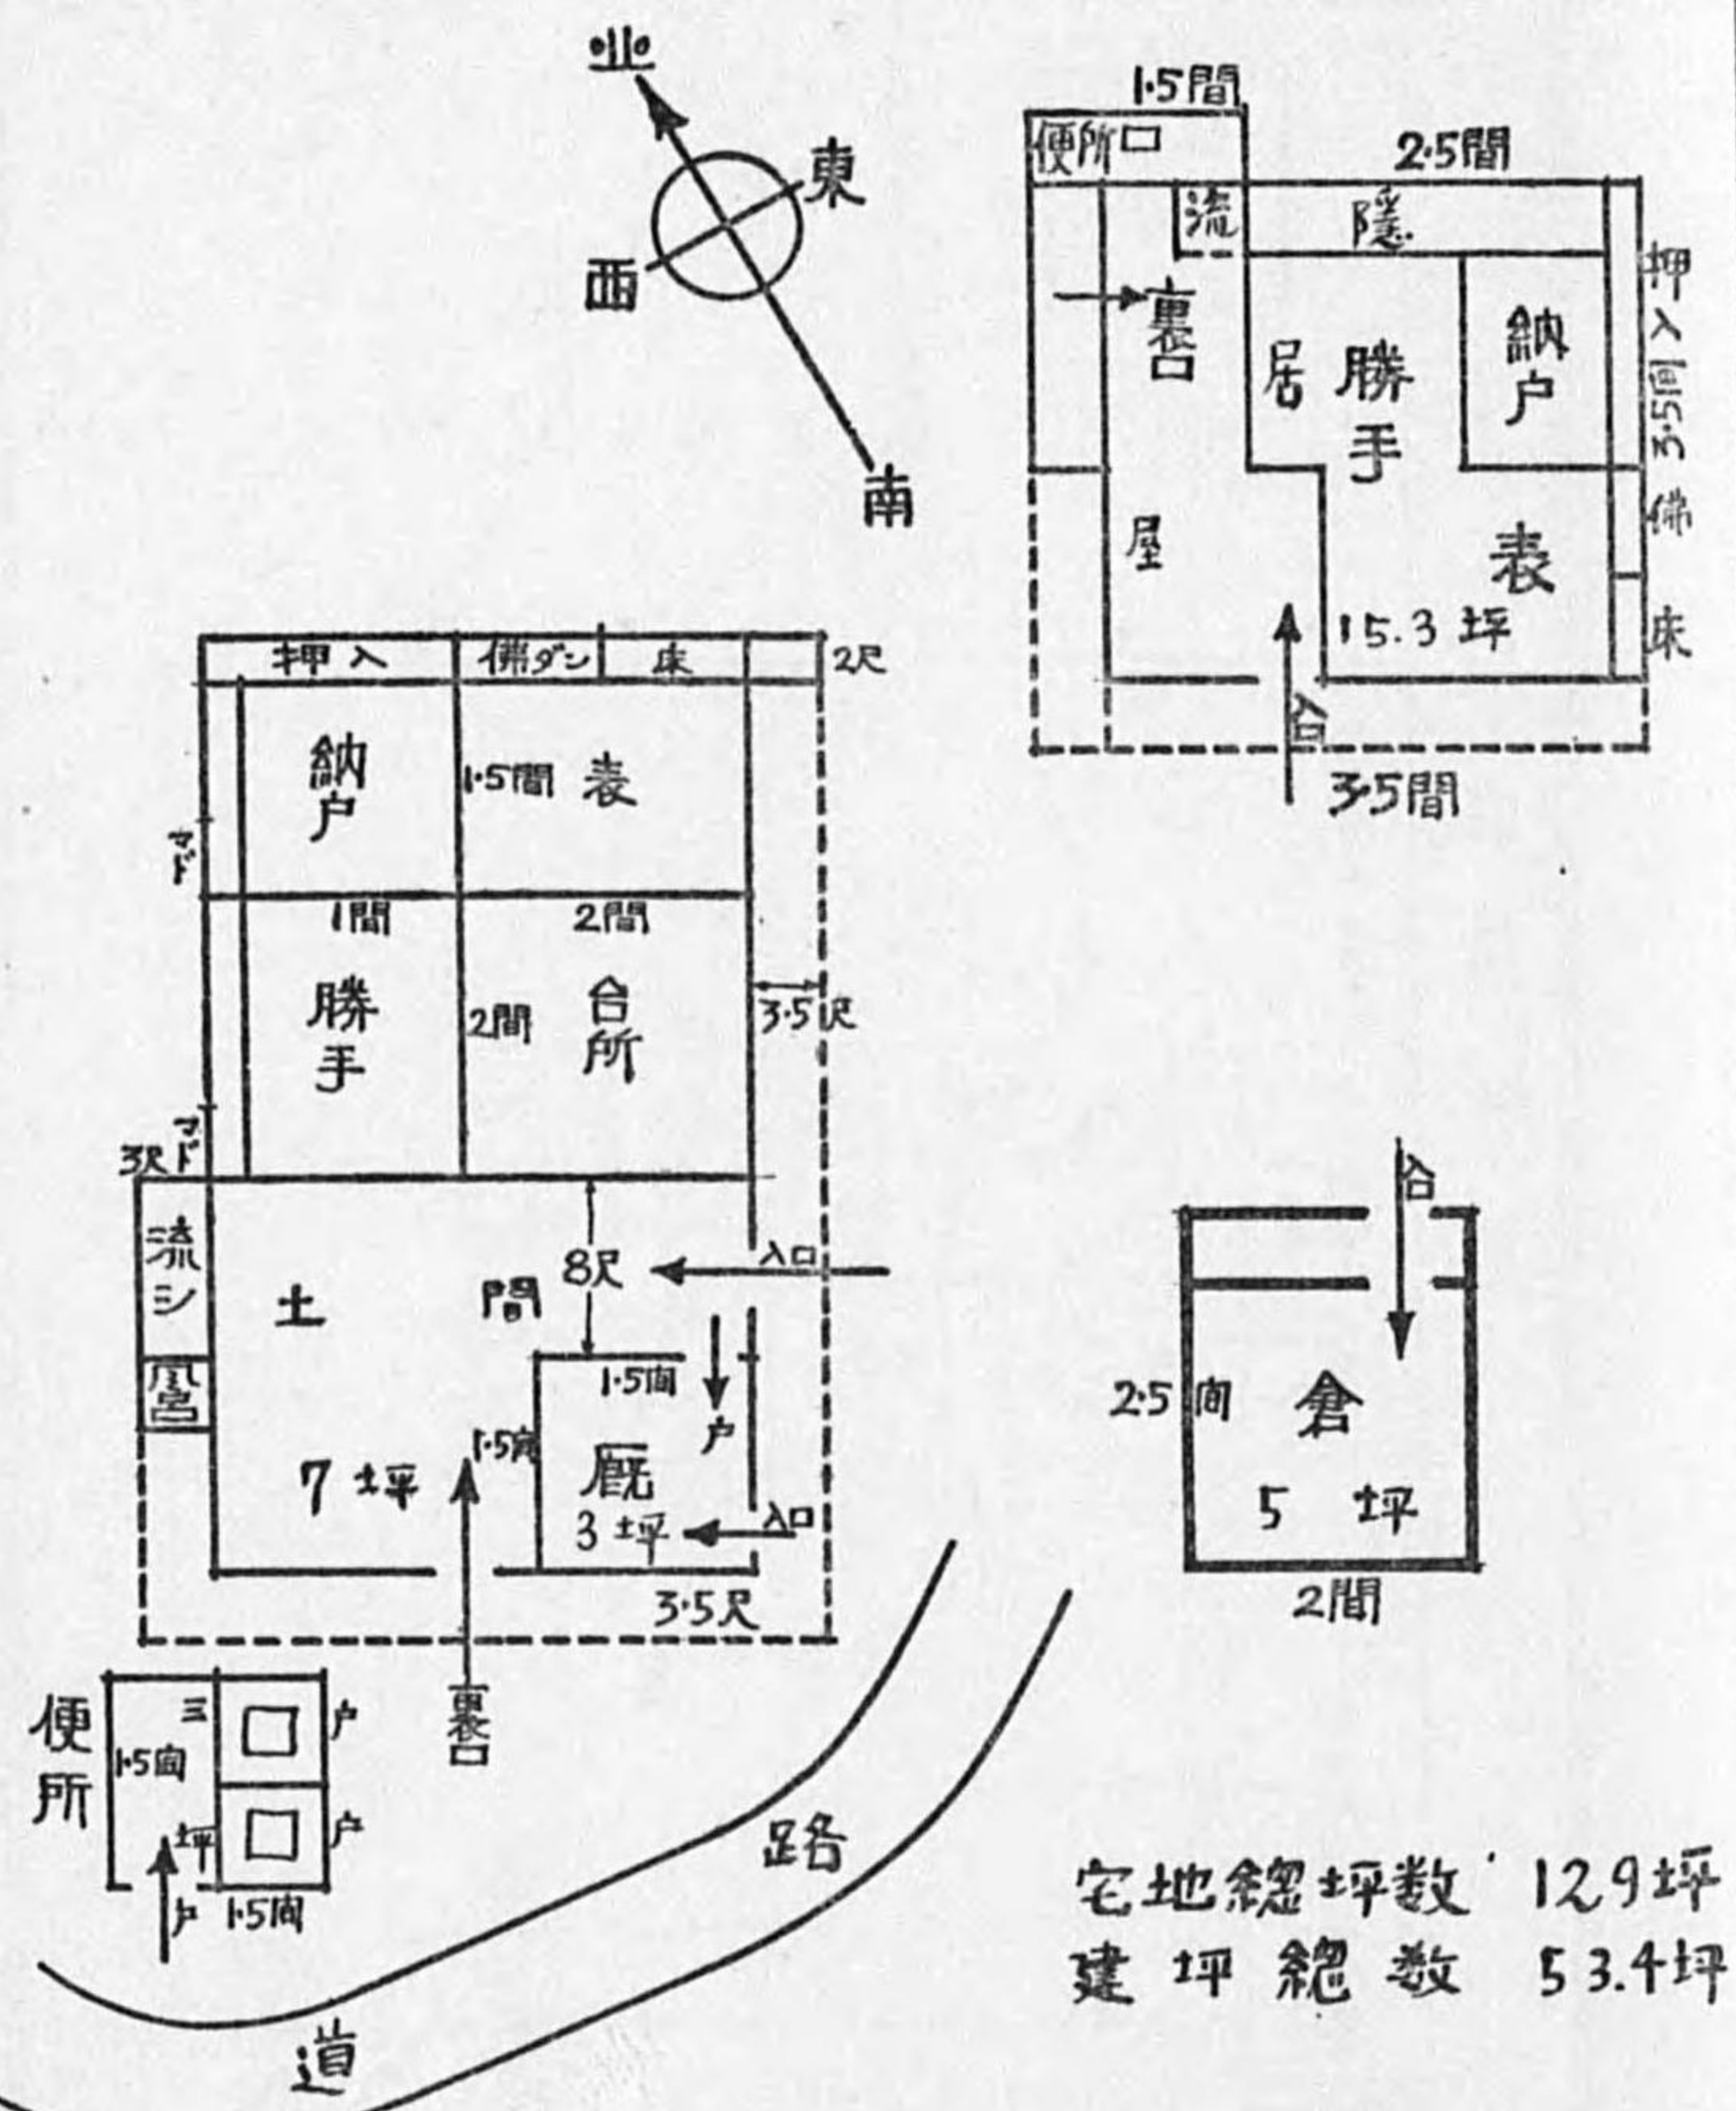 北
東
西
南
1.5間
便所
2.5間
流
隠
居
屋
裏口
勝手
納戸
押入 3.5間
佛
床
表
15.3坪
入口
3.5間
押入
佛ダン
床
2尺
納戸
1.5間
表
マド
1間
2間
勝手
2間
台所
3.5尺
マド
3尺
流シ
風呂
土間
8尺
入口
1.5間
戸
1.5間
厩
3坪
入口
7坪
3.5尺
裏口
便所
三坪
1.5間
戸
戸
戸
1.5間
入口
2.5間
倉
5坪
2間
道路
宅地総坪数 129坪
建坪総数 53.4坪